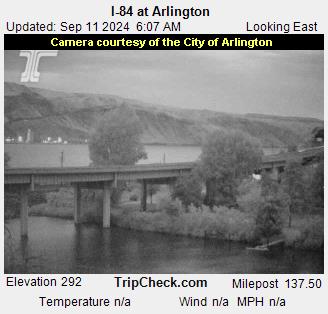 I-84 at Arlington
Updated: Sep 11 2024 6:07 AM Looking East
Camera courtesy of the City of Arlington
Elevation 292 TripCheck.com Milepost 137.50
Temperature n/a Wind n/a MPH n/a